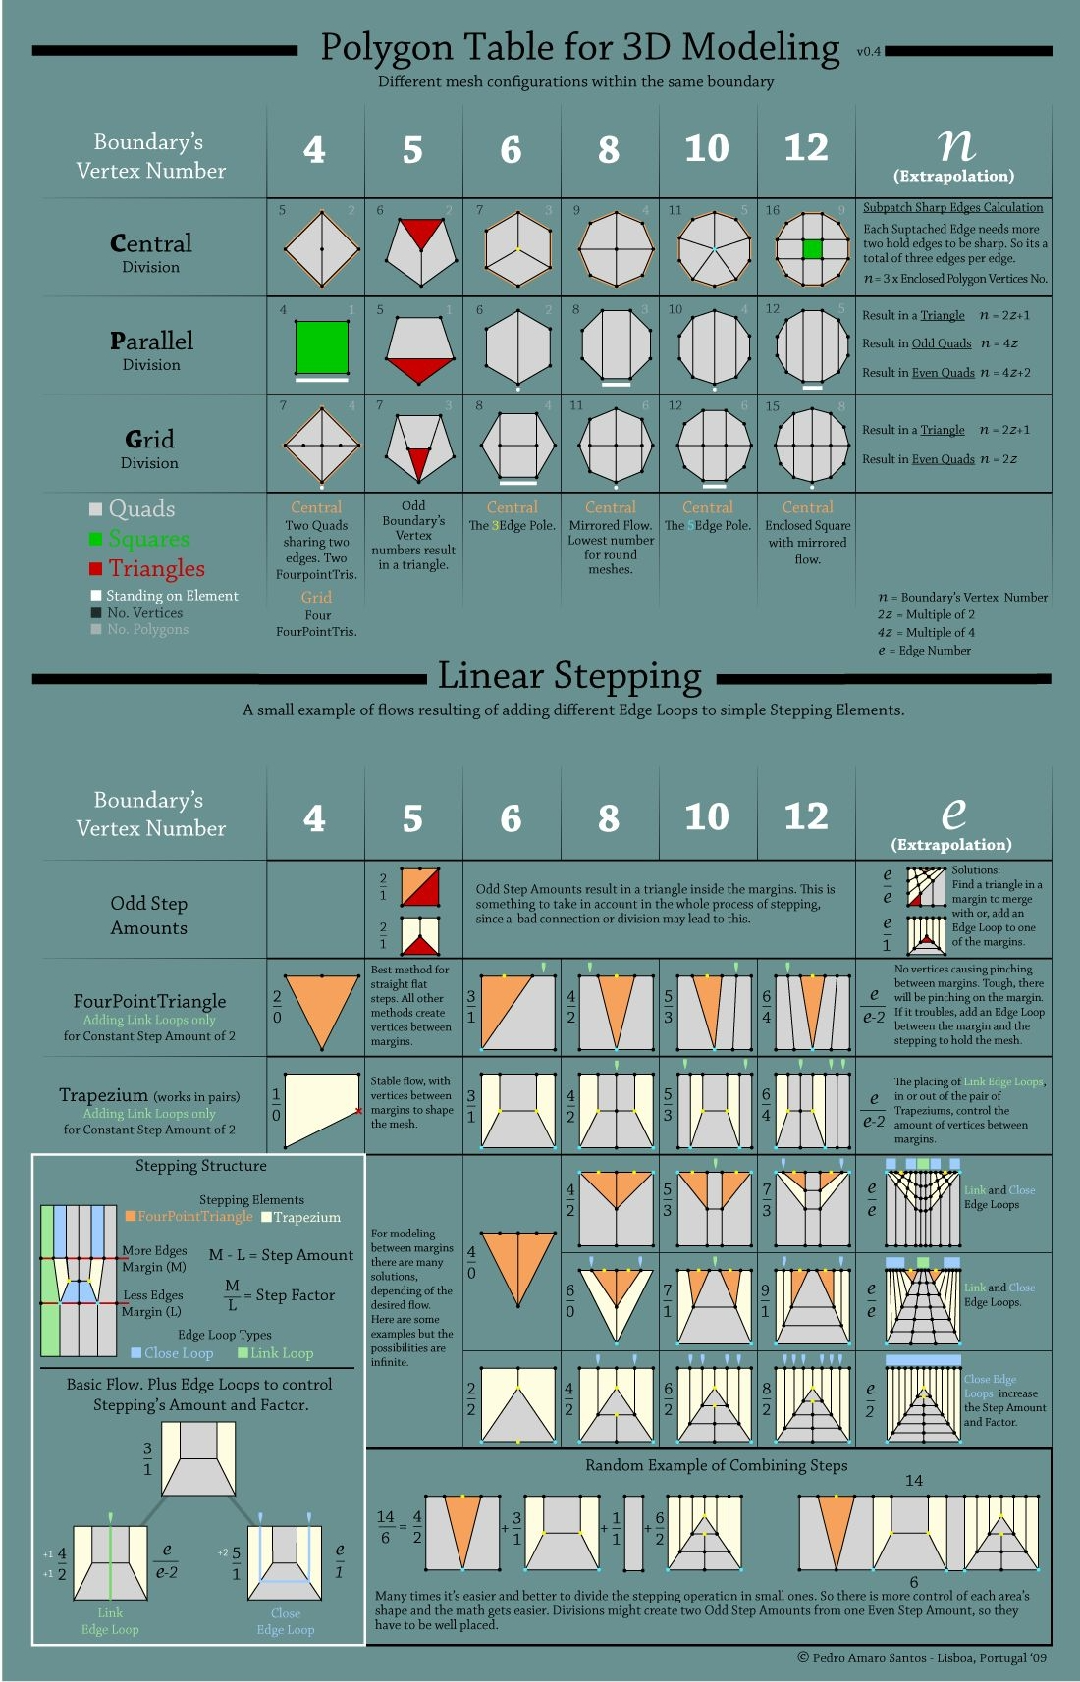 Polygon Table for 3D Modeling v0.4
Different mesh configurations within the same boundary
Boundary's
Vertex Number
4 5 6 8 10 12 n
(Extrapolation)
Central
Division
5 2 6 2 7 3 9 4 11 5 16 9
Subpatch Sharp Edges Calculation
Each Suptached Edge needs more
two hold edges to be sharp. So its a
total of three edges per edge.
n = 3x Enclosed Polygon Vertices No.
Parallel
Division
4 1 5 1 6 2 8 3 10 4 12 5
Result in a Triangle n = 2z+1
Result in Odd Quads n = 4z
Result in Even Quads n = 4z+2
Grid
Division
7 4 7 3 8 4 11 6 12 6 15 8
Result in a Triangle n = 2z+1
Result in Even Quads n = 2z
Quads
Squares
Triangles
Standing on Element
No. Vertices
No. Polygons
Central
Two Quads
sharing two
edges. Two
FourpointTris.
Grid
Four
FourPointTris.
Odd
Boundary's
Vertex
numbers result
in a triangle.
Central
The 3 Edge Pole.
Central
Mirrored Flow.
Lowest number
for round
meshes.
Central
The 5 Edge Pole.
Central
Enclosed Square
with mirrored
flow.
n = Boundary's Vertex Number
2z = Multiple of 2
4z = Multiple of 4
e = Edge Number
Linear Stepping
A small example of flows resulting of adding different Edge Loops to simple Stepping Elements.
Boundary's
Vertex Number
4 5 6 8 10 12 e
(Extrapolation)
Odd Step
Amounts
2
1
2
1
Odd Step Amounts result in a triangle inside the margins. This is
something to take in account in the whole process of stepping,
since a bad connection or division may lead to this.
e
e
e
1
Solutions
Find a triangle in a
margin to merge
with or, add an
Edge Loop to one
of the margins.
FourPointTriangle
Adding Link Loops only
for Constant Step Amount of 2
2
0
Best method for
straight flat
steps. All other
methods create
vertices between
margins.
3
1
4
2
5
3
6
4
e
e-2
No vertices causing pinching
between margins. Tough, there
will be pinching on the margin.
If it troubles, add an Edge Loop
between the margin and the
stepping to hold the mesh.
Trapezium (works in pairs)
Adding Link Loops only
for Constant Step Amount of 2
1
0
Stable flow, with
vertices between
margins to shape
the mesh.
3
1
4
2
5
3
6
4
e
e-2
The placing of Link Edge Loops,
in or out of the pair of
Trapeziums, control the
amount of vertices between
margins.
Stepping Structure
Stepping Elements
FourPointTriangle Trapezium
More Edges
Margin (M)
M - L = Step Amount
M
L
= Step Factor
Less Edges
Margin (L)
Edge Loop Types
Close Loop Link Loop
Basic Flow. Plus Edge Loops to control
Stepping's Amount and Factor.
3
1
+1
+1
4
2
e
e-2
+2
5
1
e
1
Link
Edge Loop
Close
Edge Loop
For modeling
between margins
there are many
solutions,
depending of the
desired flow.
Here are some
examples but the
possibilities are
infinite.
4
0
4
2
5
3
7
3
e
e
Link and Close
Edge Loops
6
0
7
1
9
1
e
e
Link and Close
Edge Loops.
2
2
4
2
6
2
8
2
e
2
Close Edge
Loops increase
the Step Amount
and Factor.
Random Example of Combining Steps
14
6
=
4
2
+
3
1
+
1
1
+
6
2
14
6
Many times it's easier and better to divide the stepping operation in small ones. So there is more control of each area's
shape and the math gets easier. Divisions might create two Odd Step Amounts from one Even Step Amount, so they
have to be well placed.
© Pedro Amaro Santos - Lisboa, Portugal '09